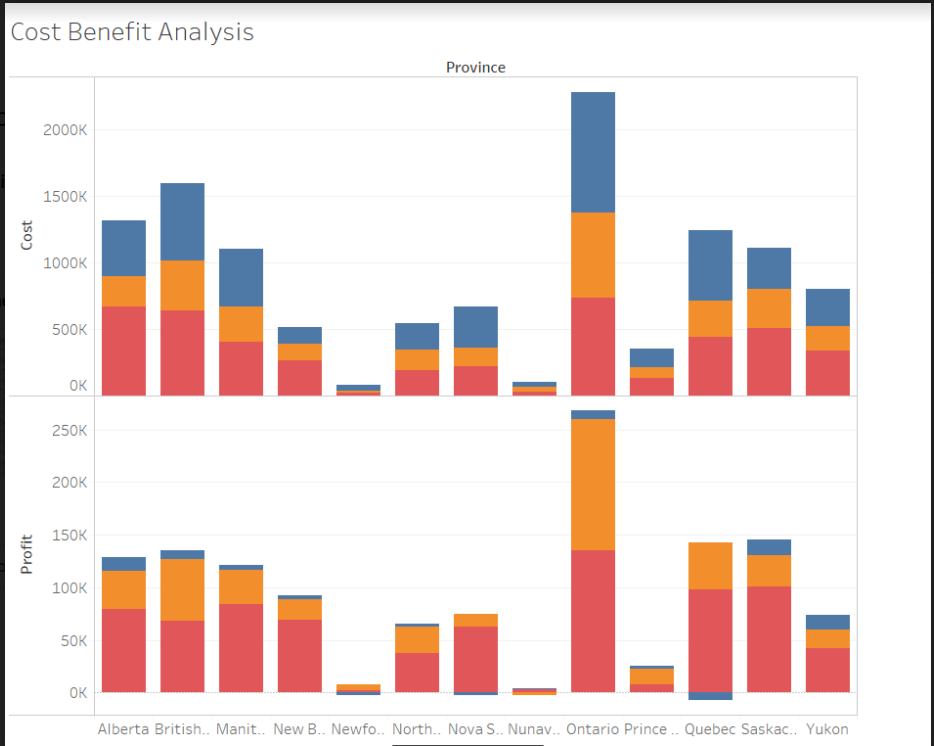 Cost Benefit Analysis
Province
Cost
2000K
1500K
1000K
500K
0K
Profit
250K
200K
150K
100K
50K
0K
Alberta British.. Manit.. New B.. Newfo.. North.. Nova S.. Nunav.. Ontario Prince .. Quebec Saskac.. Yukon